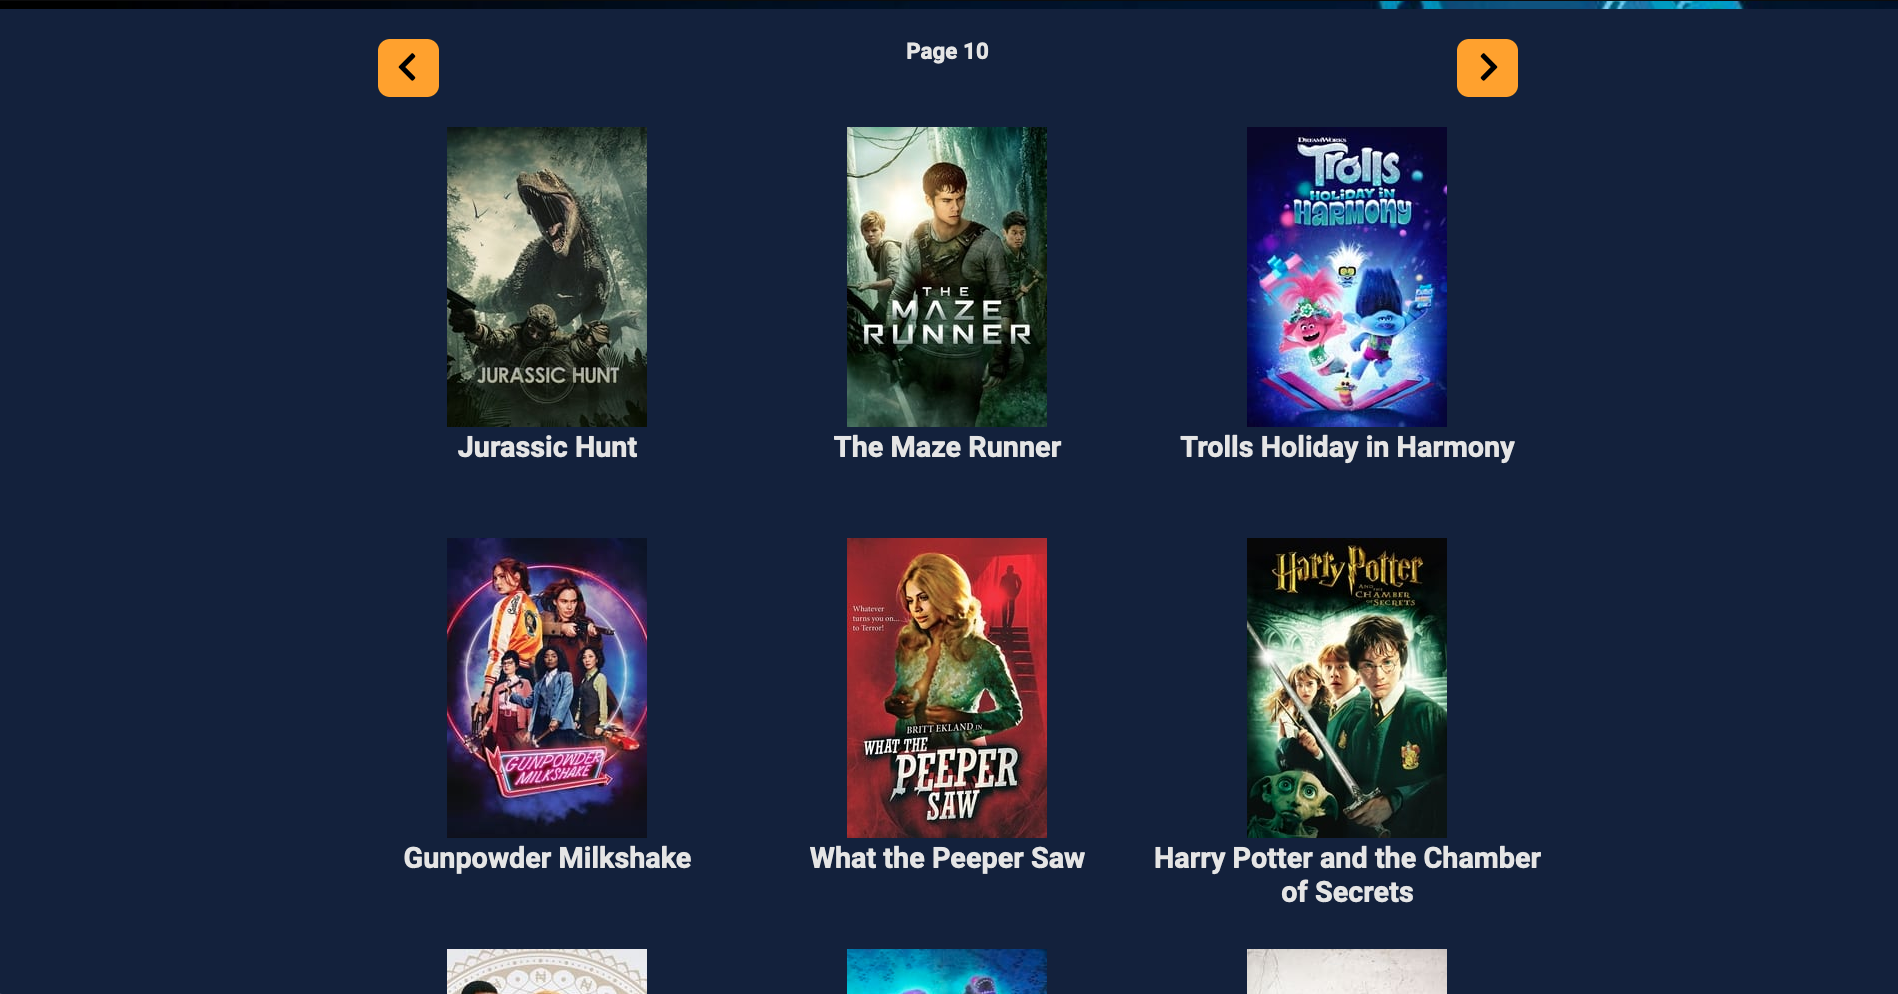 Page 10
DREAMWORKS
Trolls
HOLIDAY IN
HARMONY
THE
MAZE
RUNNER
JURASSIC HUNT
Jurassic Hunt
The Maze Runner
Trolls Holiday in Harmony
Harry Potter
AND THE
CHAMBER
OF SECRETS
Whatever
turns you on...
to Terror!
BRITT EKLAND IN
WHAT THE
PEEPER
SAW
GUNPOWDER
MILKSHAKE
Gunpowder Milkshake
What the Peeper Saw
Harry Potter and the Chamber
of Secrets